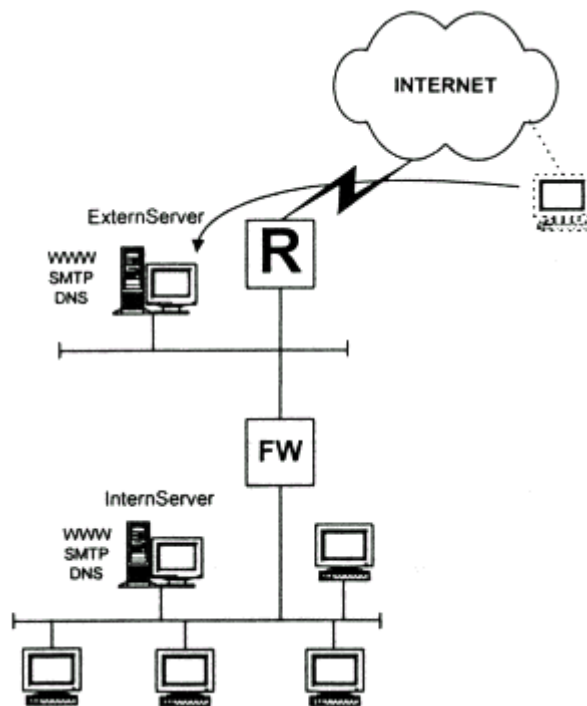 INTERNET
ExternServer
R
WWW
SMTP
DNS
FW
InternServer
WWW
SMTP
DNS